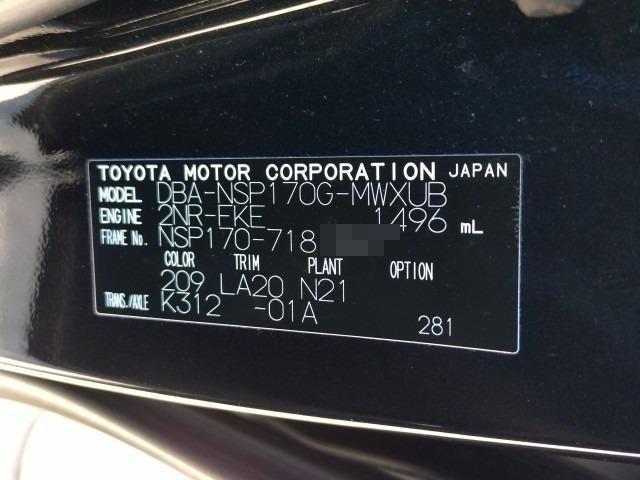 TOYOTA MOTOR CORPORATION JAPAN
MODEL DBA-NSP170G-MWXUB
ENGINE 2NR-FKE 1496 mL
FRAME No. NSP170-718
COLOR TRIM PLANT OPTION
209 LA20 N21
TRANS./AXLE K312 -01A
281